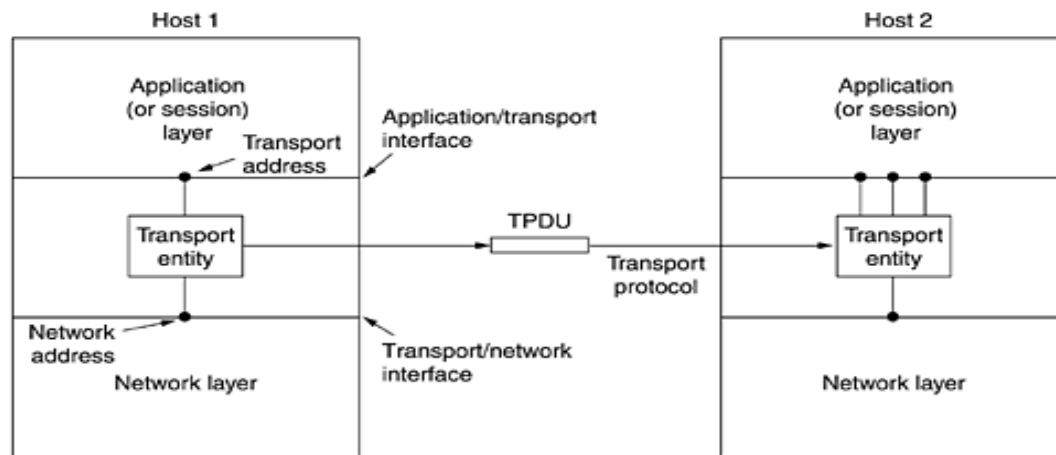 Host 1
Host 2
Application
(or session)
layer
Transport
address
Application/transport
interface
Application
(or session)
layer
Transport
entity
TPDU
Transport
protocol
Transport
entity
Network
address
Transport/network
interface
Network layer
Network layer